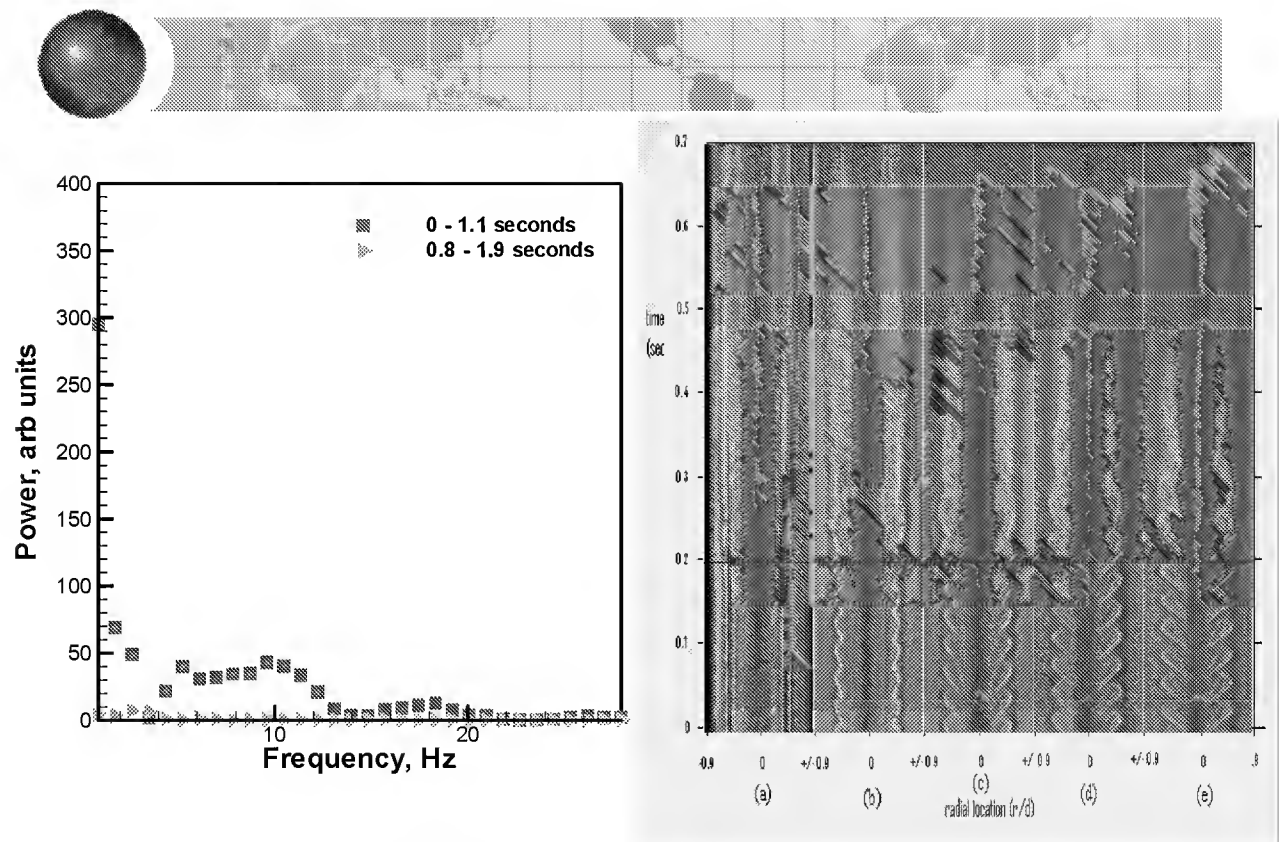 400
350
300
250
200
150
100
50
0
Power, arb units
0 - 1.1 seconds
0.8 - 1.9 seconds
10
20
Frequency, Hz
0.7
0.6
0.5
time
(sec
0.4
0.3
0.2
0.1
0
-0.9 0 +/-0.9 0 +/-0.9 0 +/-0.9 0 +/-0.9 0 .9
(a) (b) (c) (d) (e)
radial location (r/d)